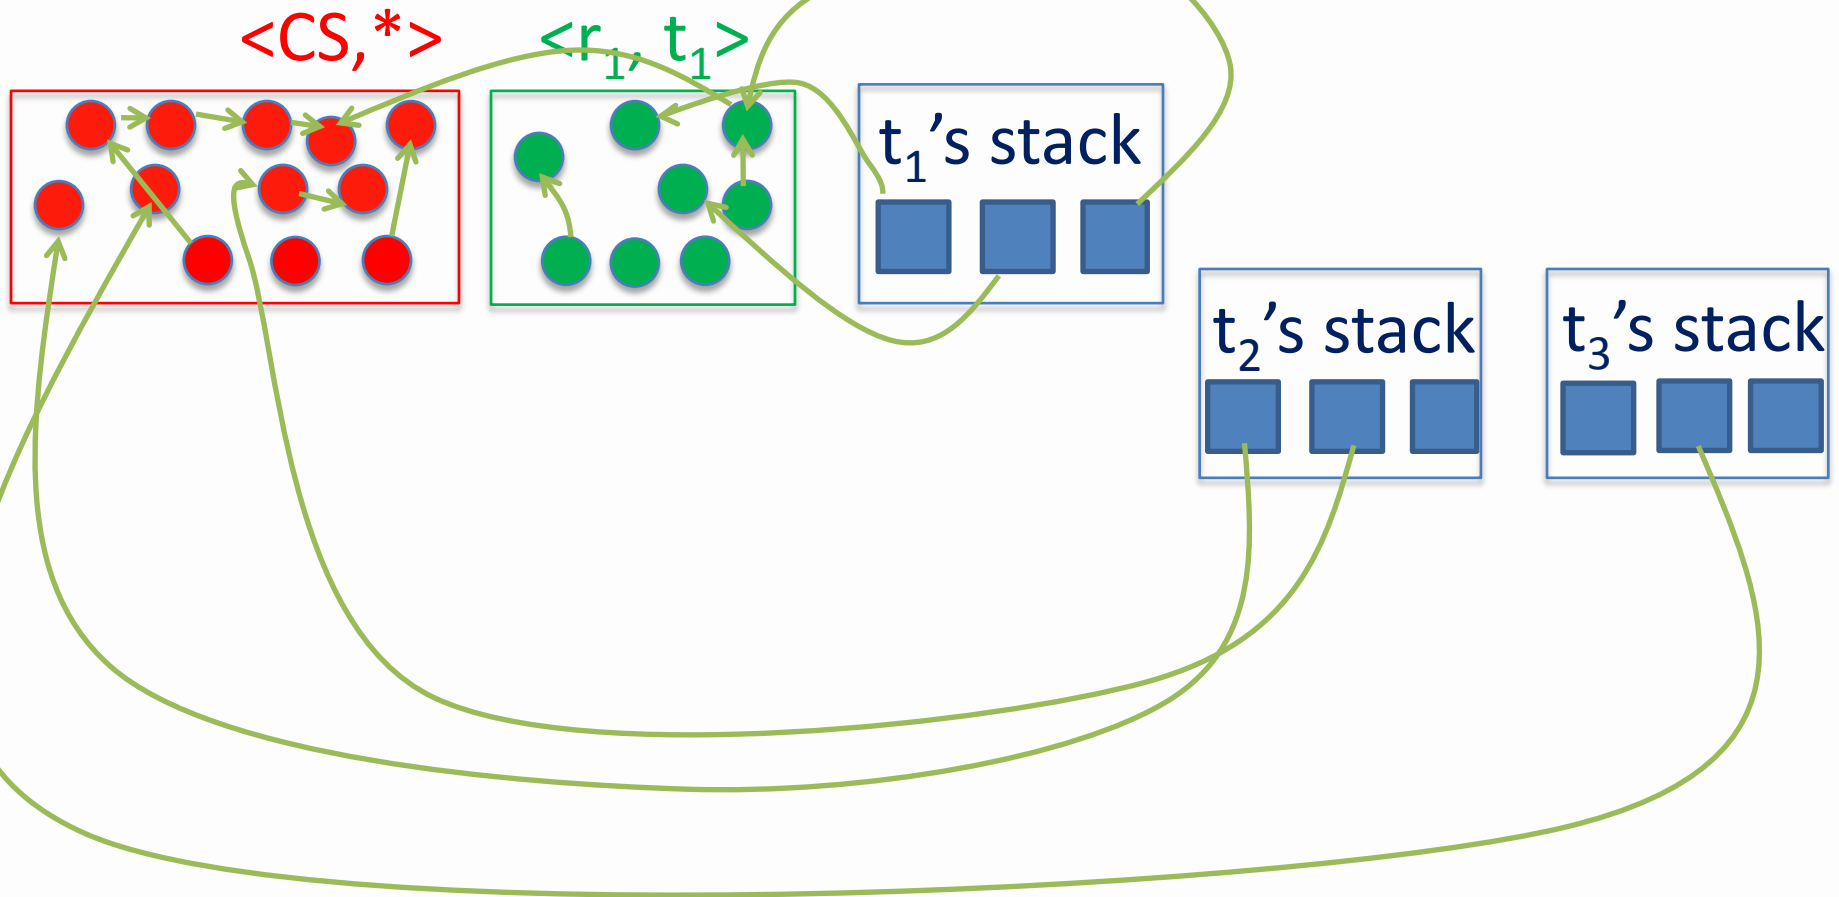 <CS,*>
<r₁, t₁>
t₁’s stack
t₂’s stack
t₃’s stack